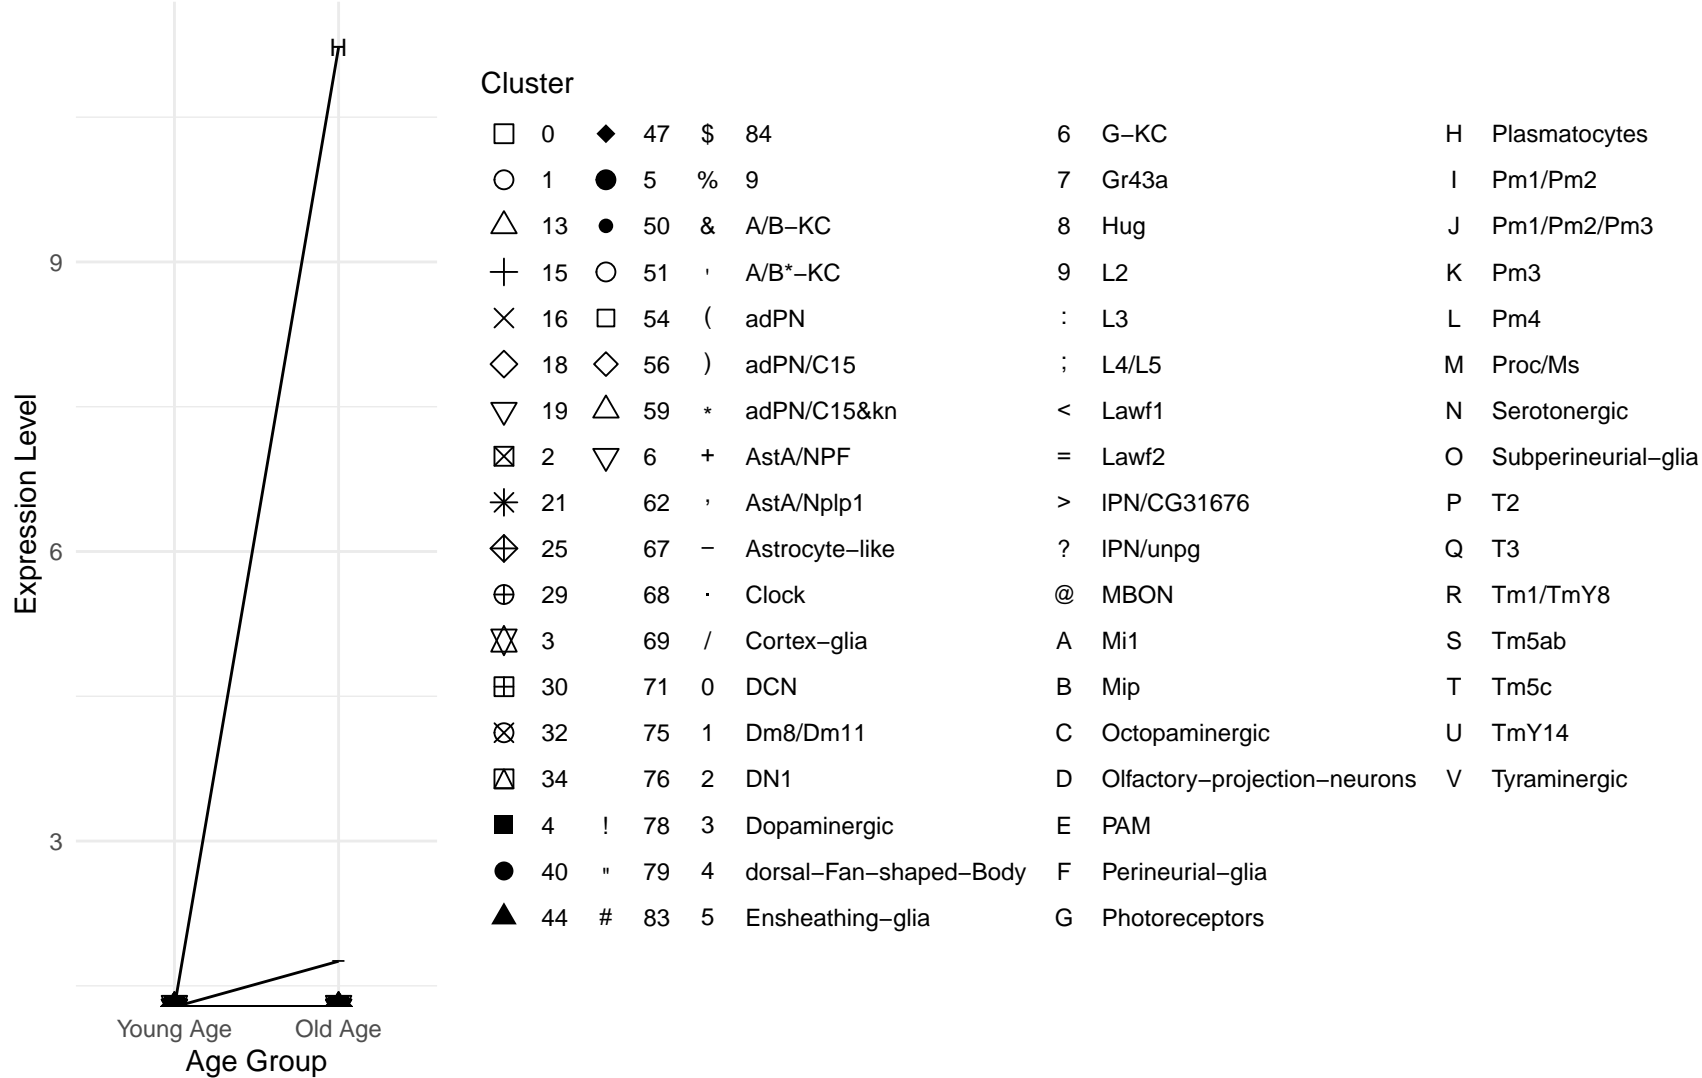 H
Cluster
0 47 $ 84 6 G−KC H Plasmatocytes
1 5 % 9 7 Gr43a I Pm1/Pm2
13 50 & A/B−KC 8 Hug J Pm1/Pm2/Pm3
9
15 51 ' A/B*−KC 9 L2 K Pm3
16 54 ( adPN : L3 L Pm4
18 56 ) adPN/C15 ; L4/L5 M Proc/Ms
19 59 * adPN/C15&kn < Lawf1 N Serotonergic
2 6 + AstA/NPF = Lawf2 O Subperineurial−glia
21 62 , AstA/Nplp1 > lPN/CG31676 P T2
6
25 67 − Astrocyte−like ? lPN/unpg Q T3
29 68 . Clock @ MBON R Tm1/TmY8
3 69 / Cortex−glia A Mi1 S Tm5ab
30 71 0 DCN B Mip T Tm5c
32 75 1 Dm8/Dm11 C Octopaminergic U TmY14
34 76 2 DN1 D Olfactory−projection−neurons V Tyraminergic
3
4 ! 78 3 Dopaminergic E PAM
40 " 79 4 dorsal−Fan−shaped−Body F Perineurial−glia
44 # 83 5 Ensheathing−glia G Photoreceptors
−
Expression Level
Young Age Old Age
Age Group